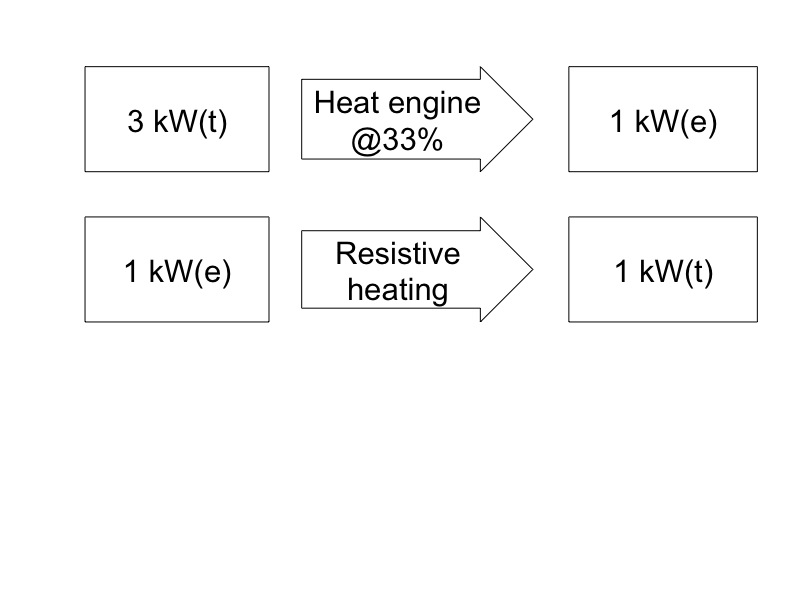 3 kW(t)
Heat engine
@33%
1 kW(e)
1 kW(e)
Resistive
heating
1 kW(t)